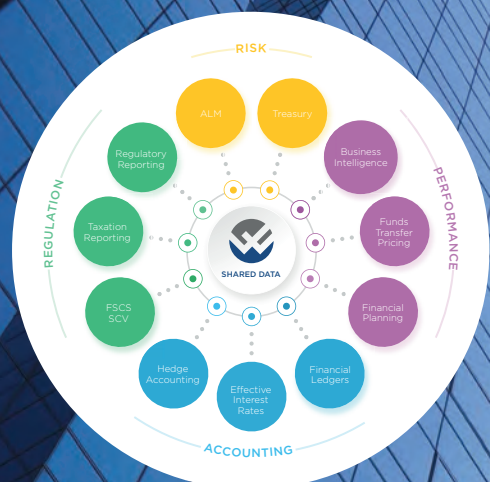 RISK
ALM
Treasury
Business
Intelligence
PERFORMANCE
Funds
Transfer
Pricing
Financial
Planning
Financial
Ledgers
Effective
Interest
Rates
ACCOUNTING
Hedge
Accounting
FSCS
SCV
Taxation
Reporting
REGULATION
Regulatory
Reporting
SHARED DATA